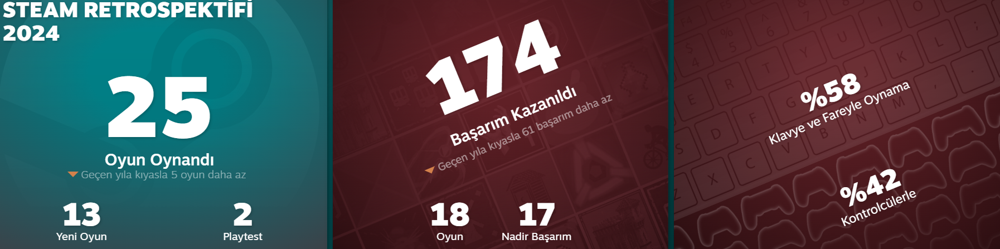 STEAM RETROSPEKTİFİ
2024
25
Oyun Oynandı
Geçen yıla kıyasla 5 oyun daha az
13
Yeni Oyun
2
Playtest
174
Başarım Kazanıldı
Geçen yıla kıyasla 61 başarım daha az
18
Oyun
17
Nadir Başarım
%58
Klavye ve Fareyle Oynama
%42
Kontrolcülerle